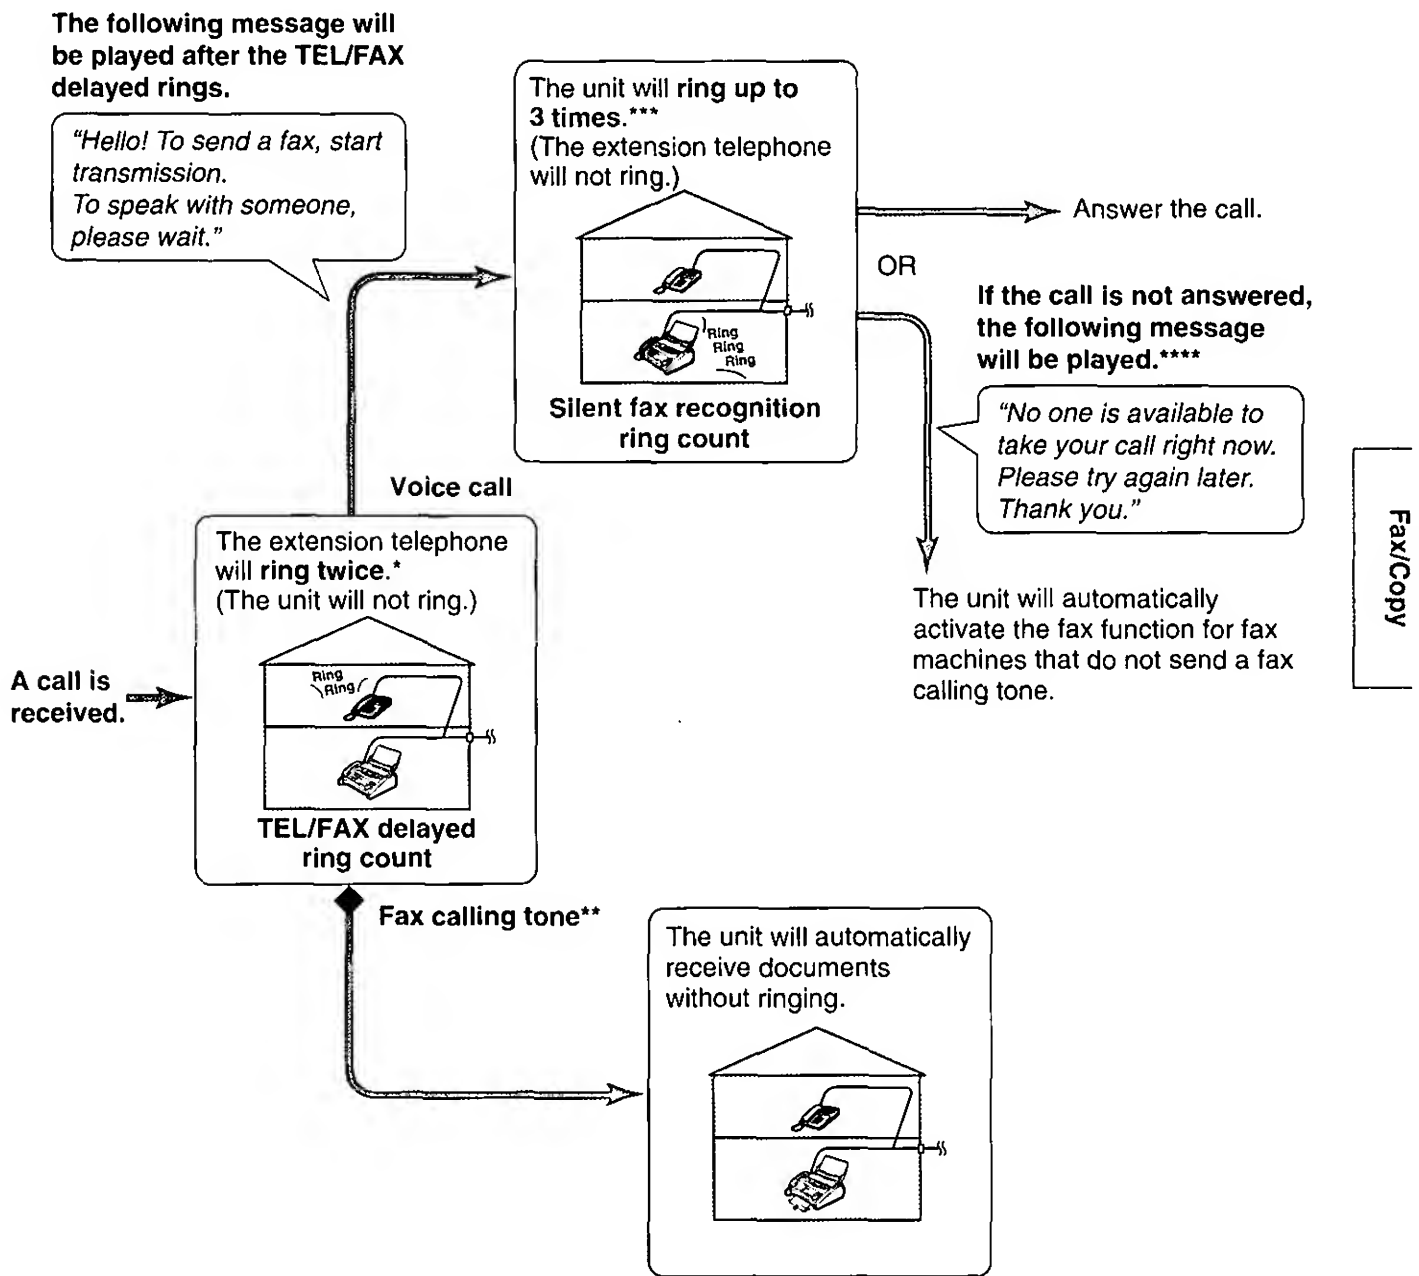 The following message will
be played after the TEL/FAX
delayed rings.
"Hello! To send a fax, start
transmission.
To speak with someone,
please wait."
The unit will ring up to
3 times.***
(The extension telephone
will not ring.)
Ring
Ring
Ring
Silent fax recognition
ring count
Answer the call.
OR
If the call is not answered,
the following message
will be played.****
"No one is available to
take your call right now.
Please try again later.
Thank you."
The unit will automatically
activate the fax function for fax
machines that do not send a fax
calling tone.
Fax/Copy
Voice call
The extension telephone
will ring twice.*
(The unit will not ring.)
Ring
Ring
TEL/FAX delayed
ring count
A call is
received.
Fax calling tone**
The unit will automatically
receive documents
without ringing.